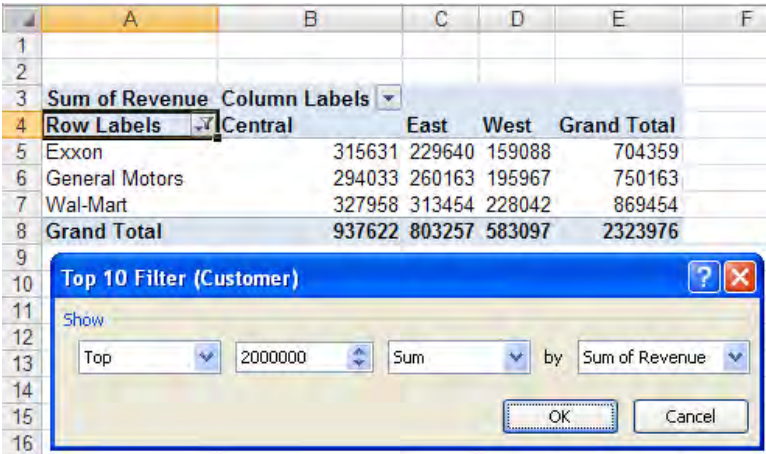 A B C D E F
1
2
3 Sum of Revenue Column Labels
4 Row Labels Central East West Grand Total
5 Exxon 315631 229640 159088 704359
6 General Motors 294033 260163 195967 750163
7 Wal-Mart 327958 313454 228042 869454
8 Grand Total 937622 803257 583097 2323976
9
10 Top 10 Filter (Customer) ?
11 Show
12
13 Top 2000000 Sum by Sum of Revenue
14
15 OK Cancel
16